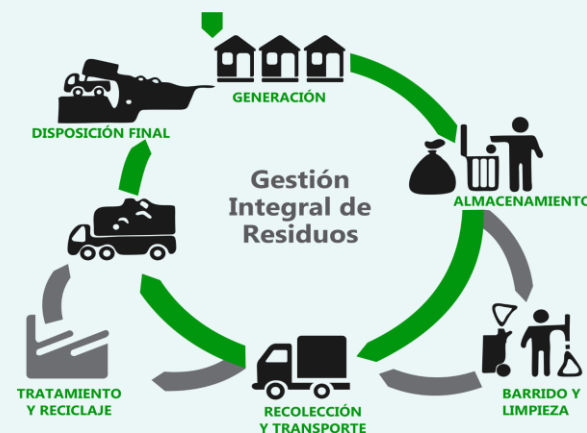 GENERACIÓN
DISPOSICIÓN FINAL
Gestión
Integral de
Residuos
ALMACENAMIENTO
TRATAMIENTO
Y RECICLAJE
RECOLECCIÓN
Y TRANSPORTE
BARRIDO Y
LIMPIEZA